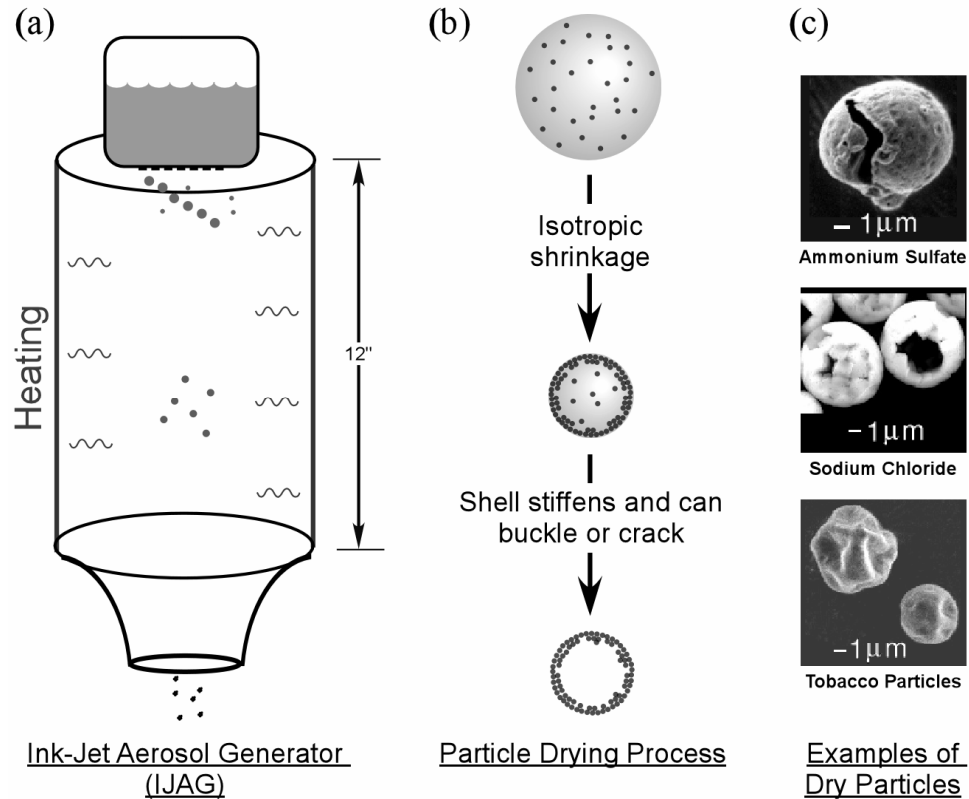 (a)
Heating
12"
Ink-Jet Aerosol Generator
(IJAG)
(b)
Isotropic
shrinkage
Shell stiffens and can
buckle or crack
Particle Drying Process
(c)
1μm
Ammonium Sulfate
1μm
Sodium Chloride
1μm
Tobacco Particles
Examples of
Dry Particles